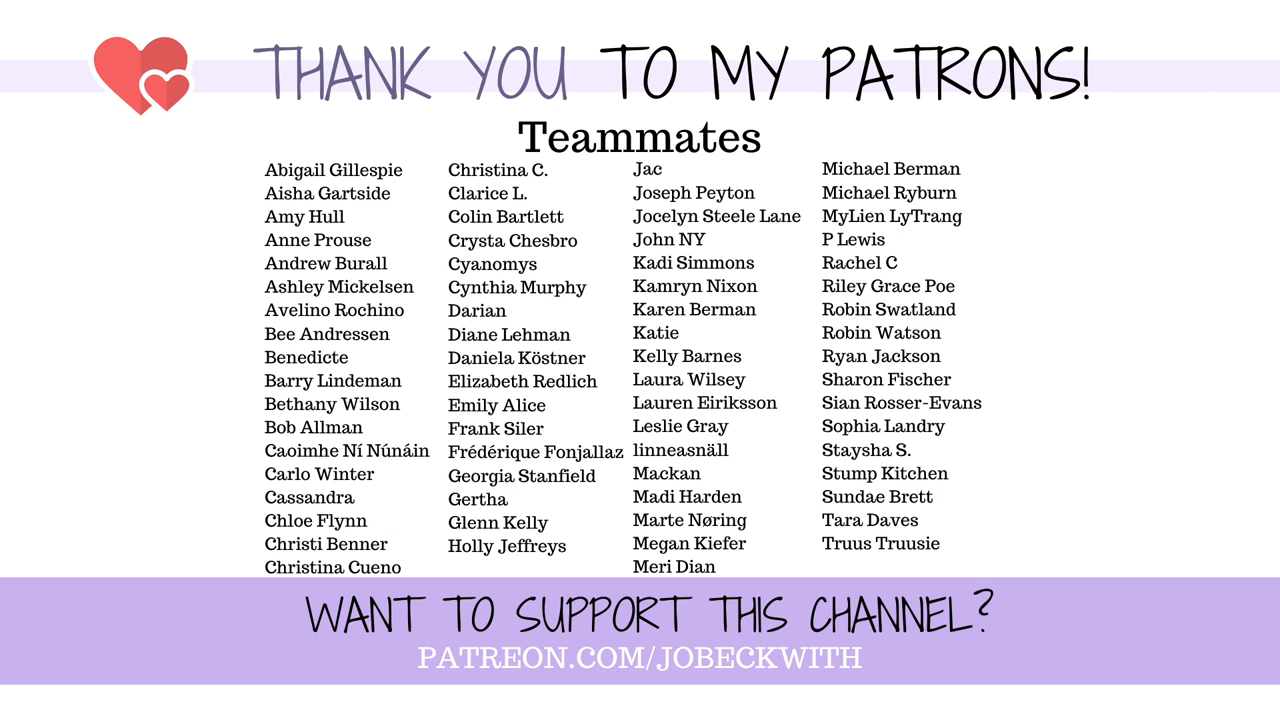 THANK YOU TO MY PATRONS!
Teammates
Abigail Gillespie
Aisha Gartside
Amy Hull
Anne Prouse
Andrew Burall
Ashley Mickelsen
Avelino Rochino
Bee Andressen
Benedicte
Barry Lindeman
Bethany Wilson
Bob Allman
Caoimhe Ní Núnáin
Carlo Winter
Cassandra
Chloe Flynn
Christi Benner
Christina Cueno
Christina C.
Clarice L.
Colin Bartlett
Crysta Chesbro
Cyanomys
Cynthia Murphy
Darian
Diane Lehman
Daniela Köstner
Elizabeth Redlich
Emily Alice
Frank Siler
Frédérique Fonjallaz
Georgia Stanfield
Gertha
Glenn Kelly
Holly Jeffreys
Jac
Joseph Peyton
Jocelyn Steele Lane
John NY
Kadi Simmons
Kamryn Nixon
Karen Berman
Katie
Kelly Barnes
Laura Wilsey
Lauren Eiriksson
Leslie Gray
linneasnäll
Mackan
Madi Harden
Marte Nøring
Megan Kiefer
Meri Dian
Michael Berman
Michael Ryburn
MyLien LyTrang
P Lewis
Rachel C
Riley Grace Poe
Robin Swatland
Robin Watson
Ryan Jackson
Sharon Fischer
Sian Rosser-Evans
Sophia Landry
Staysha S.
Stump Kitchen
Sundae Brett
Tara Daves
Truus Truusie
WANT TO SUPPORT THIS CHANNEL?
PATREON.COM/JOBECKWITH